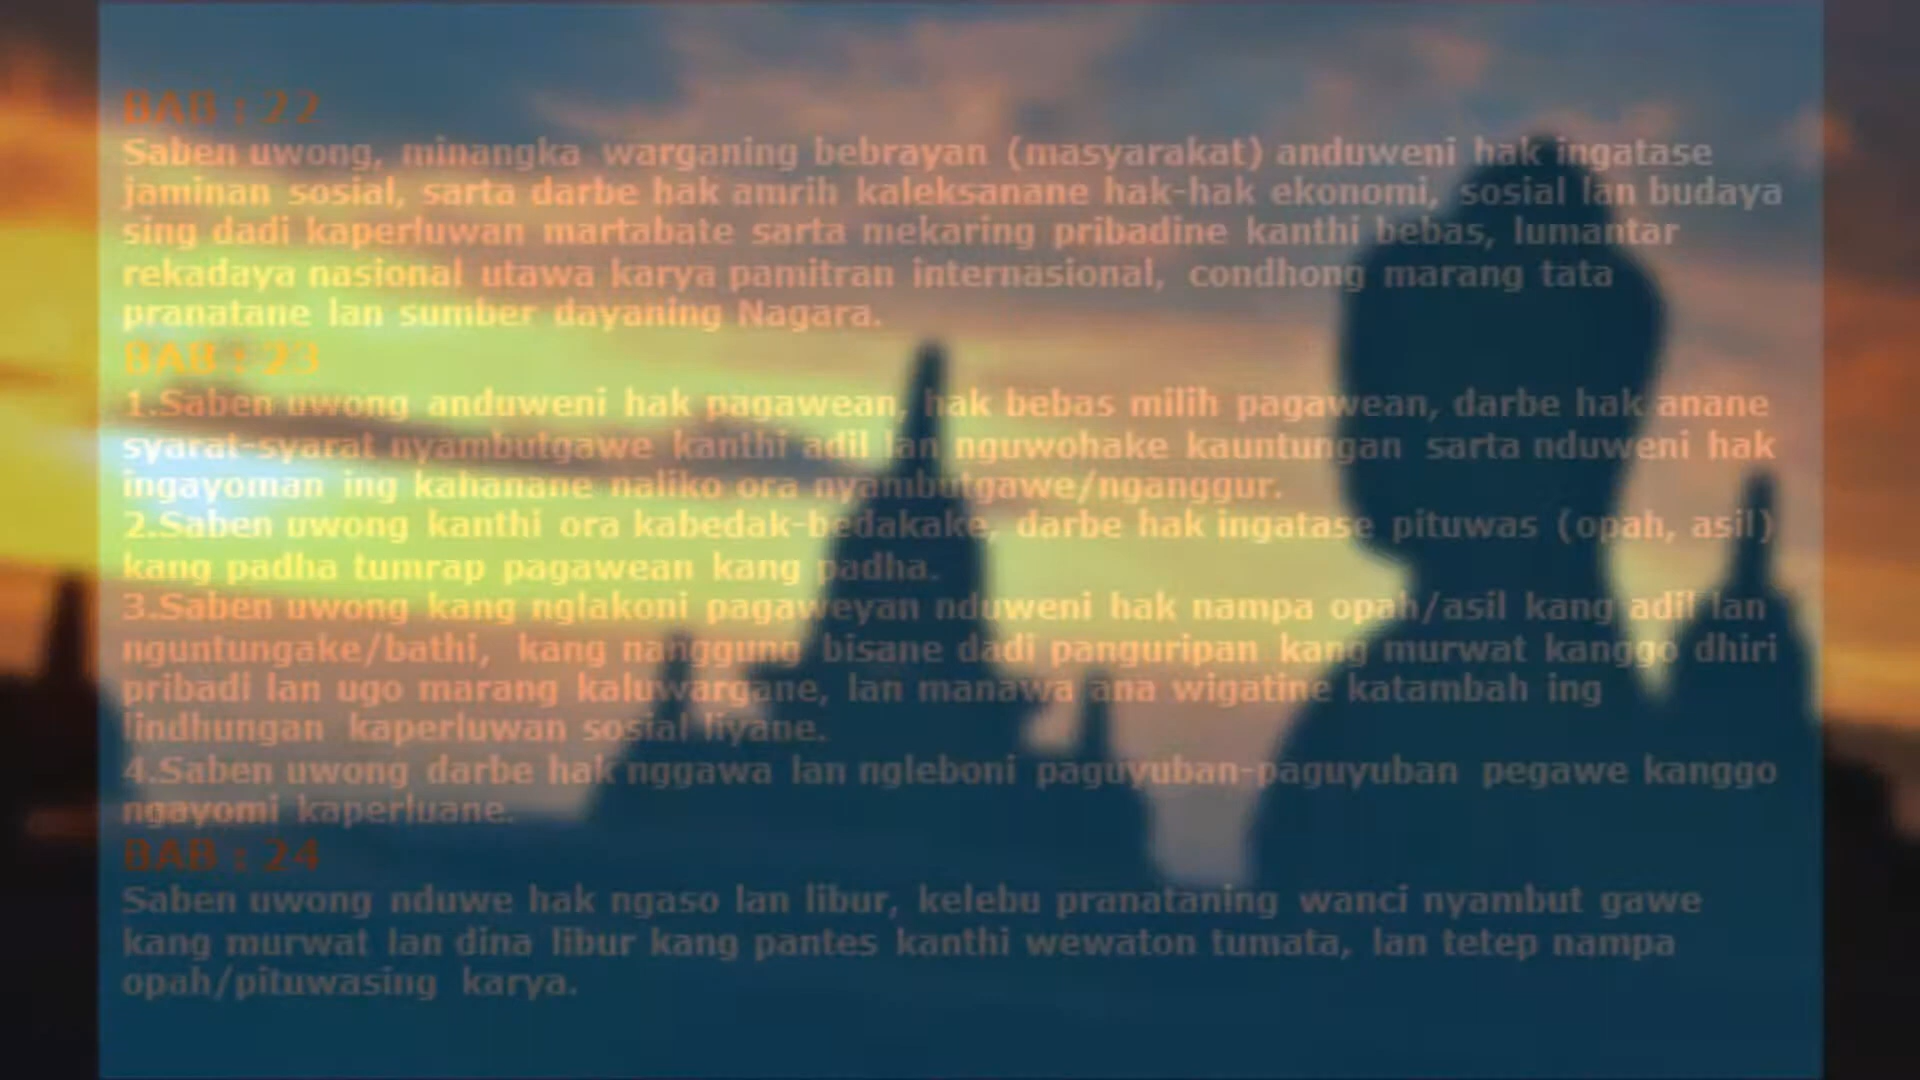 BAB : 22
Saben uwong, minangka warganing bebrayan (masyarakat) anduweni hak ingatase
jaminan sosial, sarta darbe hak amrih kaleksanane hak-hak ekonomi, sosial lan budaya
sing dadi kaperluwan martabate sarta mekaring pribadine kanthi bebas, lumantar
rekadaya nasional utawa karya pamitran internasional, condhong marang tata
pranatane lan sumber dayaning Nagara.
BAB : 23
1.Saben uwong anduweni hak pagawean, hak bebas milih pagawean, darbe hak anane
syarat-syarat nyambutgawe kanthi adil lan nguwohake kauntungan sarta nduweni hak
ingayoman ing kahanane naliko ora nyambutgawe/nganggur.
2.Saben uwong kanthi ora kabedak-bedakake, darbe hak ingatase pituwas (opah, asil)
kang padha tumrap pagawean kang padha.
3.Saben uwong kang nglakoni pagaweyan nduweni hak nampa opah/asil kang adil lan
nguntungake/bathi, kang nanggung bisane dadi panguripan kang murwat kanggo dhiri
pribadi lan ugo marang kaluwargane, lan manawa ana wigatine katambah ing
lindhungan kaperluwan sosial liyane.
4.Saben uwong darbe hak nggawa lan ngleboni paguyuban-paguyuban pegawe kanggo
ngayomi kaperluane.
BAB : 24
Saben uwong nduwe hak ngaso lan libur, kelebu pranataning wanci nyambut gawe
kang murwat lan dina libur kang pantes kanthi wewaton tumata, lan tetep nampa
opah/pituwasing karya.